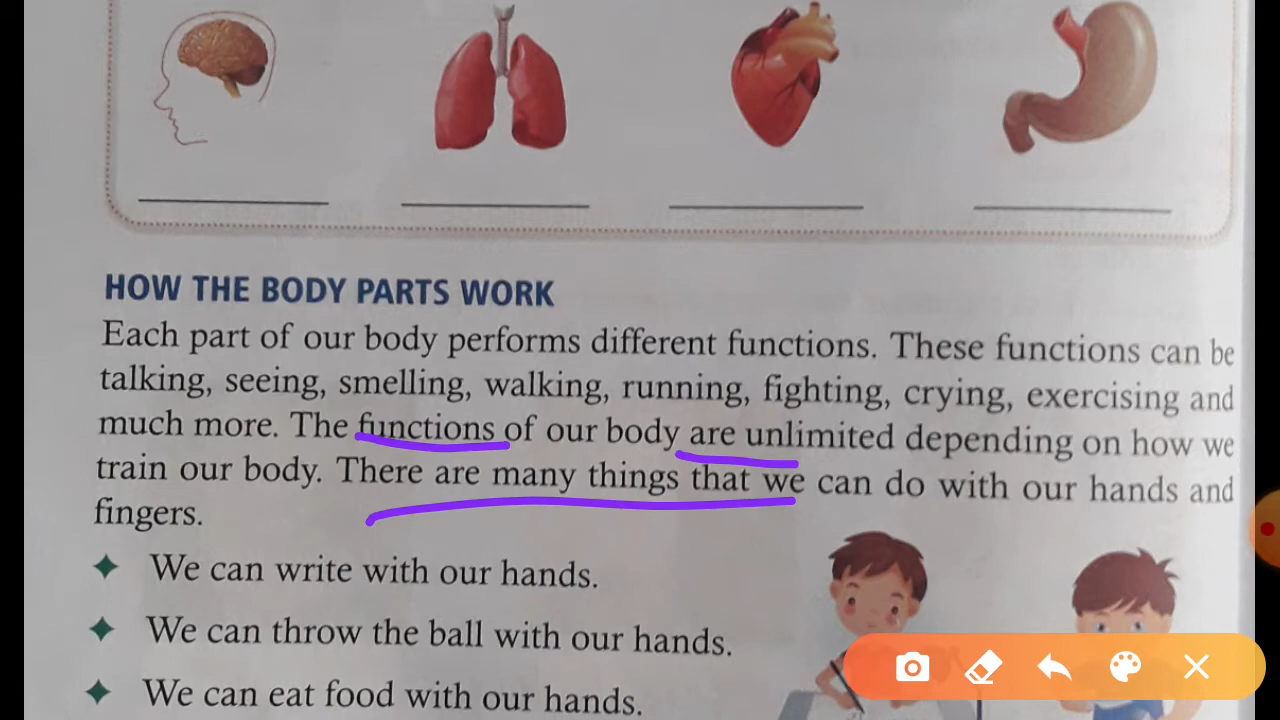 HOW THE BODY PARTS WORK
Each part of our body performs different functions. These functions can be
talking, seeing, smelling, walking, running, fighting, crying, exercising and
much more. The functions of our body are unlimited depending on how we
train our body. There are many things that we can do with our hands and
fingers.
We can write with our hands.
We can throw the ball with our hands.
We can eat food with our hands.